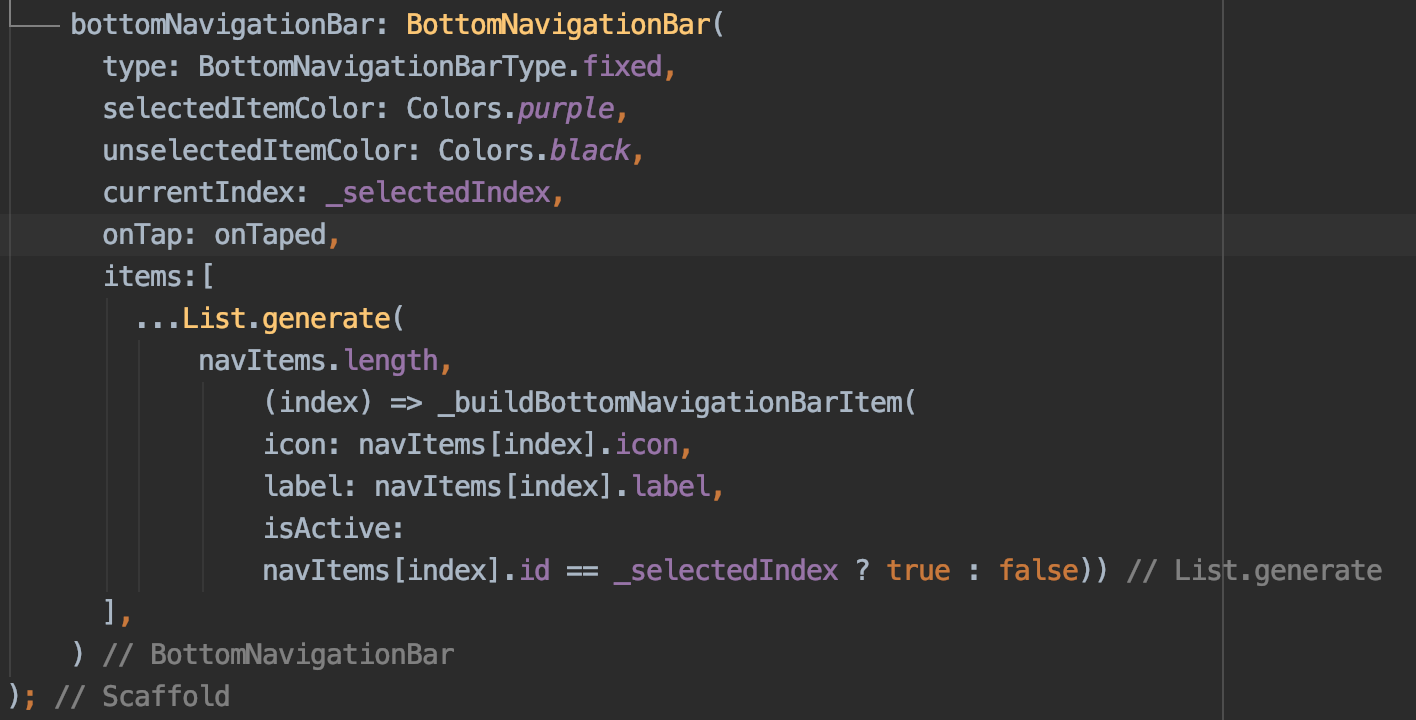 bottomNavigationBar: BottomNavigationBar(
type: BottomNavigationBarType.fixed,
selectedItemColor: Colors.purple,
unselectedItemColor: Colors.black,
currentIndex: _selectedIndex,
onTap: onTaped,
items:[
...List.generate(
navItems.length,
(index) => _buildBottomNavigationBarItem(
icon: navItems[index].icon,
label: navItems[index].label,
isActive:
navItems[index].id == _selectedIndex ? true : false)) // List.generate
],
) // BottomNavigationBar
); // Scaffold